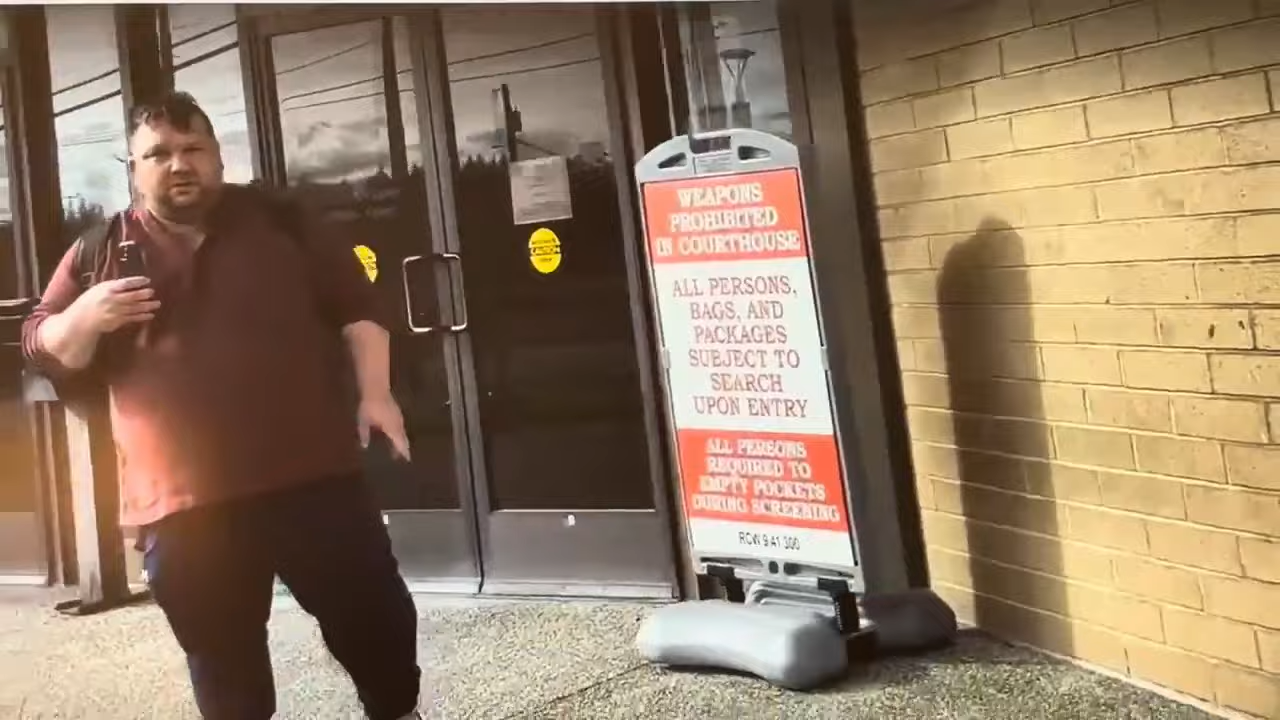 CAUTION
WEAPONS
PROHIBITED
IN COURTHOUSE
ALL PERSONS,
BAGS, AND
PACKAGES
SUBJECT TO
SEARCH
UPON ENTRY
ALL PERSONS
REQUIRED TO
EMPTY POCKETS
DURING SCREENING
RCW 9.41.300